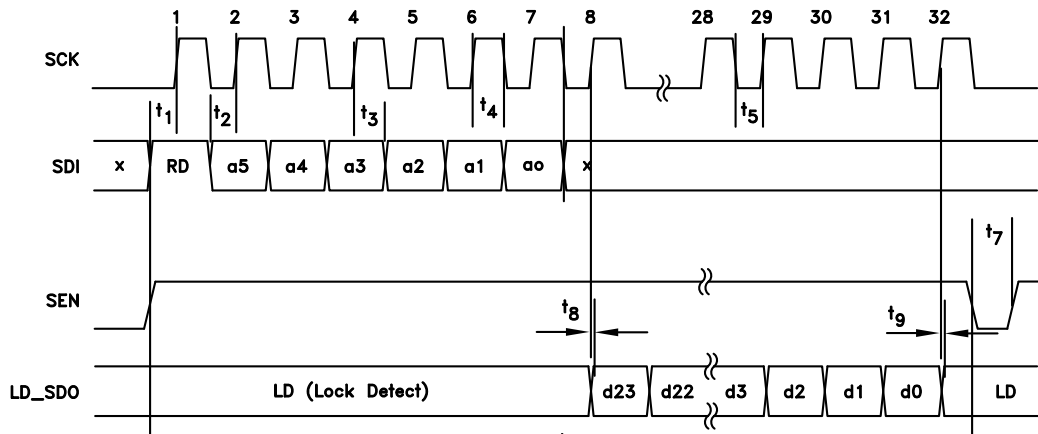 1 2 3 4 5 6 7 8 28 29 30 31 32
SCK
t1 t2 t3 t4 t5
SDI x RD a5 a4 a3 a2 a1 ao x
t7
SEN
t8 t9
LD_SDO LD (Lock Detect) d23 d22 d3 d2 d1 d0 LD